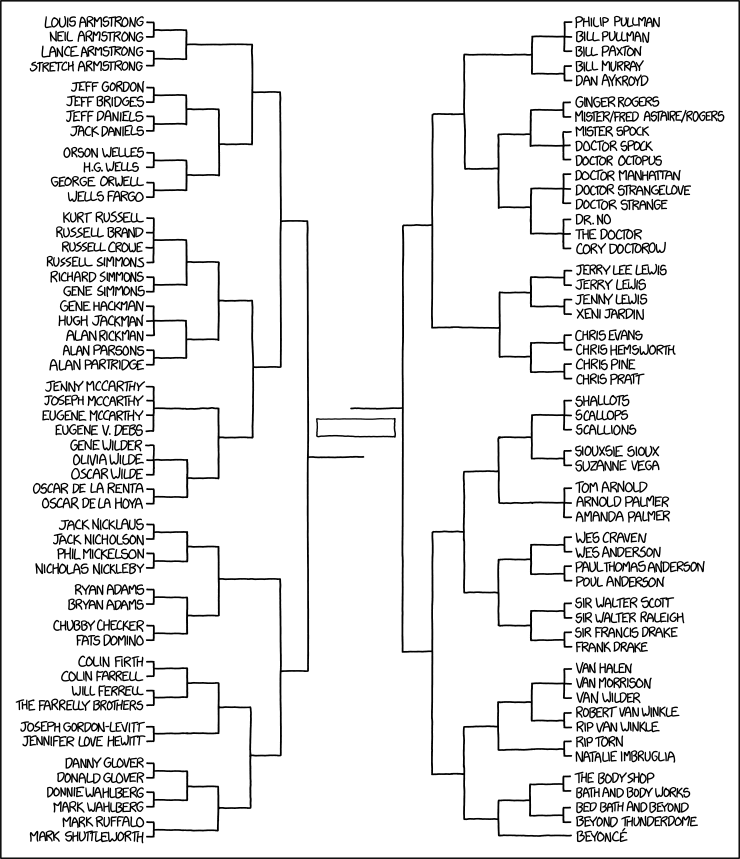 LOUIS ARMSTRONG
NEIL ARMSTRONG
LANCE ARMSTRONG
STRETCH ARMSTRONG
JEFF GORDON
JEFF BRIDGES
JEFF DANIELS
JACK DANIELS
ORSON WELLES
H.G. WELLS
GEORGE ORWELL
WELLS FARGO
KURT RUSSELL
RUSSELL BRAND
RUSSELL CROWE
RUSSELL SIMMONS
RICHARD SIMMONS
GENE SIMMONS
GENE HACKMAN
HUGH JACKMAN
ALAN RICKMAN
ALAN PARSONS
ALAN PARTRIDGE
JENNY MCCARTHY
JOSEPH MCCARTHY
EUGENE MCCARTHY
EUGENE V. DEBS
GENE WILDER
OLIVIA WILDE
OSCAR WILDE
OSCAR DE LA RENTA
OSCAR DE LA HOYA
JACK NICKLAUS
JACK NICHOLSON
PHIL MICKELSON
NICHOLAS NICKLEBY
RYAN ADAMS
BRYAN ADAMS
CHUBBY CHECKER
FATS DOMINO
COLIN FIRTH
COLIN FARRELL
WILL FERRELL
THE FARRELLY BROTHERS
JOSEPH GORDON-LEVITT
JENNIFER LOVE HEWITT
DANNY GLOVER
DONALD GLOVER
DONNIE WAHLBERG
MARK WAHLBERG
MARK RUFFALO
MARK SHUTTLEWORTH
PHILIP PULLMAN
BILL PULLMAN
BILL PAXTON
BILL MURRAY
DAN AYKROYD
GINGER ROGERS
MISTER/FRED ASTAIRE/ROGERS
MISTER SPOCK
DOCTOR SPOCK
DOCTOR OCTOPUS
DOCTOR MANHATTAN
DOCTOR STRANGELOVE
DOCTOR STRANGE
DR. NO
THE DOCTOR
CORY DOCTOROW
JERRY LEE LEWIS
JERRY LEWIS
JENNY LEWIS
XENI JARDIN
CHRIS EVANS
CHRIS HEMSWORTH
CHRIS PINE
CHRIS PRATT
SHALLOTS
SCALLOPS
SCALLIONS
SIOUXSIE SIOUX
SUZANNE VEGA
TOM ARNOLD
ARNOLD PALMER
AMANDA PALMER
WES CRAVEN
WES ANDERSON
PAUL THOMAS ANDERSON
POUL ANDERSON
SIR WALTER SCOTT
SIR WALTER RALEIGH
SIR FRANCIS DRAKE
FRANK DRAKE
VAN HALEN
VAN MORRISON
VAN WILDER
ROBERT VAN WINKLE
RIP VAN WINKLE
RIP TORN
NATALIE IMBRUGLIA
THE BODY SHOP
BATH AND BODY WORKS
BED BATH AND BEYOND
BEYOND THUNDERDOME
BEYONCÉ